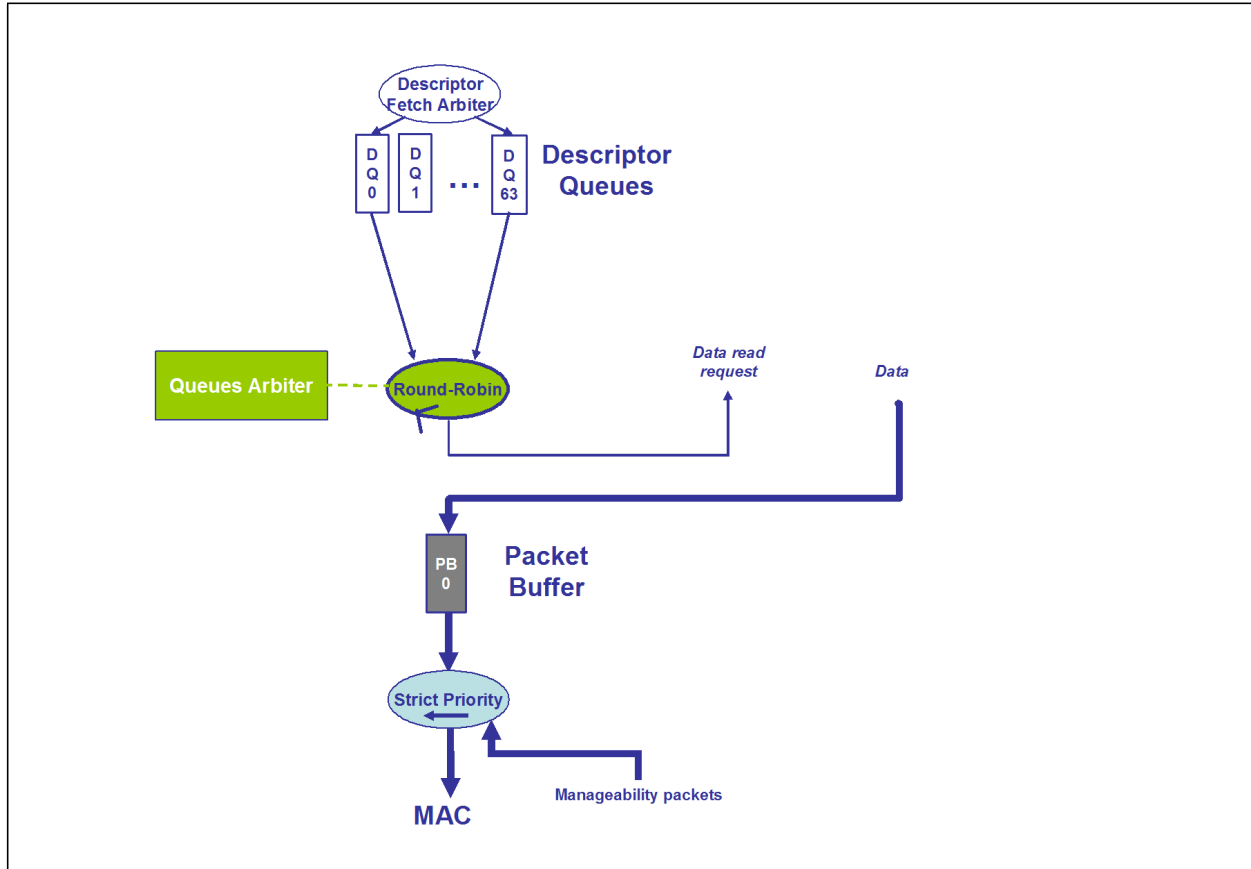 Descriptor
Fetch Arbiter
D
Q
0
D
Q
1
...
D
Q
63
Descriptor
Queues
Queues Arbiter
Round-Robin
Data read
request
Data
PB
0
Packet
Buffer
Strict Priority
Manageability packets
MAC